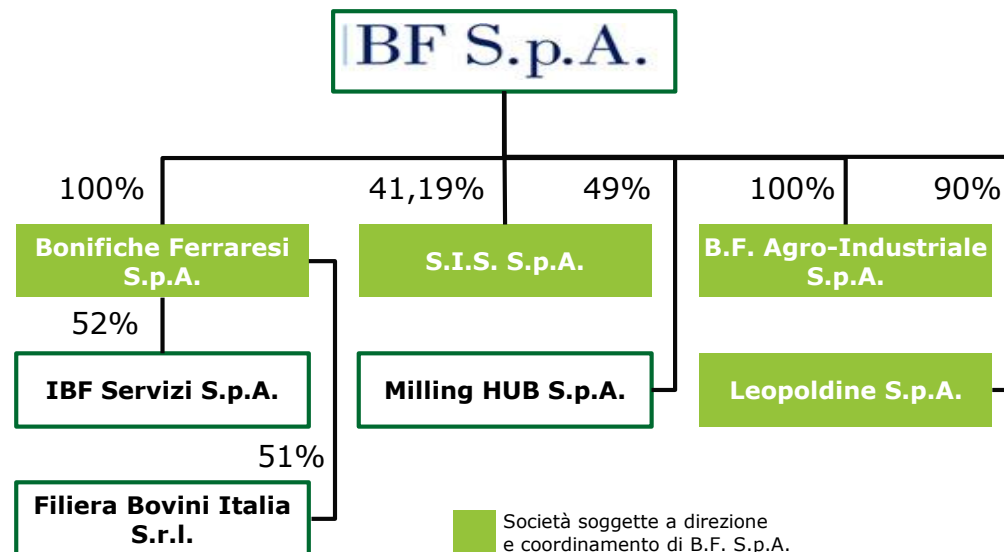 BF S.p.A.
100%
41,19%
49%
100%
90%
Bonifiche Ferraresi
S.p.A.
S.I.S. S.p.A.
B.F. Agro-Industriale
S.p.A.
52%
IBF Servizi S.p.A.
Milling HUB S.p.A.
Leopoldine S.p.A.
51%
Filiera Bovini Italia
S.r.l.
Società soggette a direzione
e coordinamento di B.F. S.p.A.